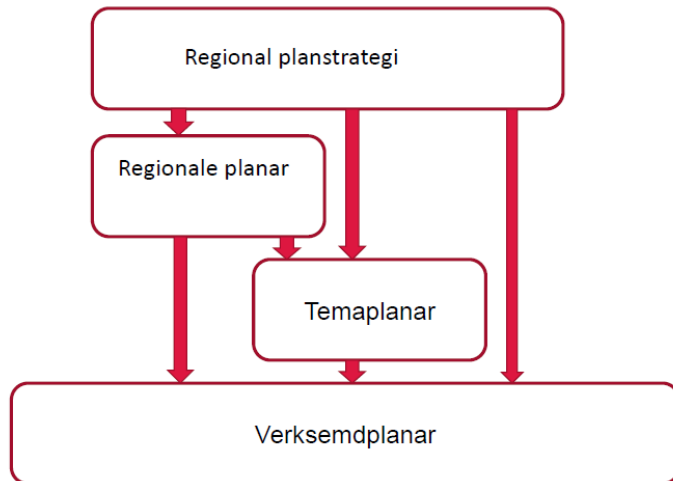 Regional planstrategi
Regionale planar
Temaplanar
Verksemdplanar